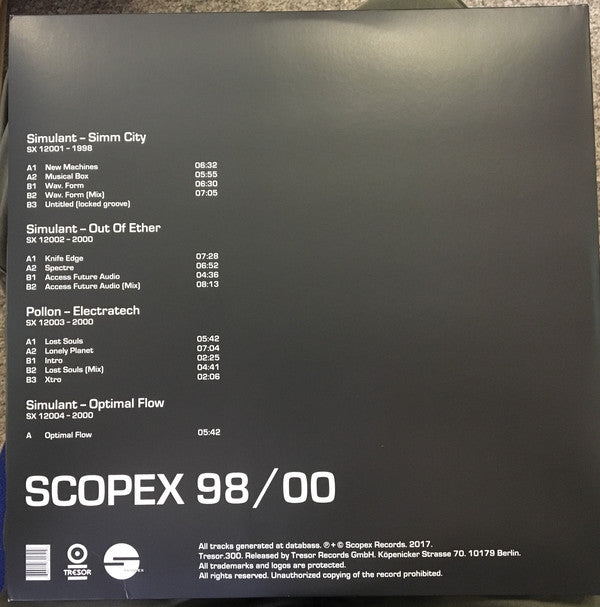 Simulant – Simm City
SX 12001 – 1998
A1 New Machines 06:32
A2 Musical Box 05:55
B1 Wav. Form 06:30
B2 Wav. Form (Mix) 07:05
B3 Untitled (locked groove)
Simulant – Out Of Ether
SX 12002 – 2000
A1 Knife Edge 07:28
A2 Spectre 06:52
B1 Access Future Audio 04:36
B2 Access Future Audio (Mix) 08:13
Pollon – Electratech
SX 12003 – 2000
A1 Lost Souls 05:42
A2 Lonely Planet 07:04
B1 Intro 02:25
B2 Lost Souls (Mix) 04:41
B3 Xtro 02:06
Simulant – Optimal Flow
SX 12004 – 2000
A Optimal Flow 05:42
SCOPEX 98/00
TRESOR
SCOPEX
All tracks generated at databass. ℗ + © Scopex Records. 2017.
Tresor.300. Released by Tresor Records GmbH. Köpenicker Strasse 70. 10179 Berlin.
All trademarks and logos are protected.
All rights reserved. Unauthorized copying of the record prohibited.